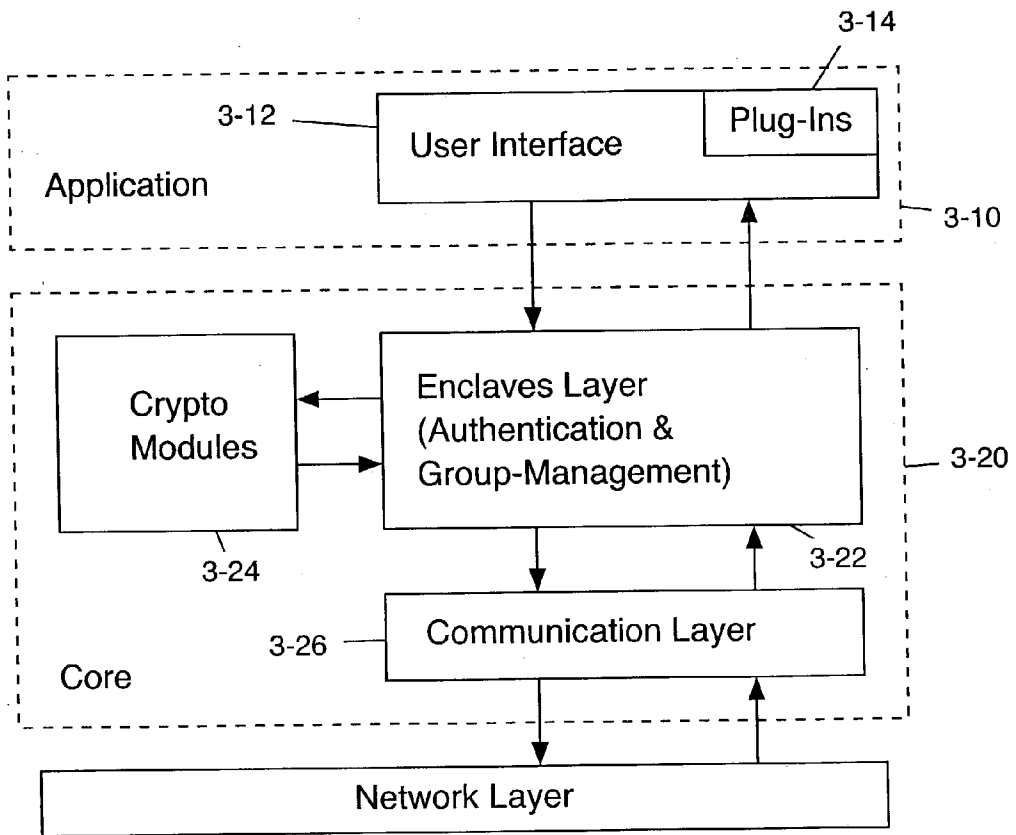 3-14
3-12
Plug-Ins
User Interface
Application
3-10
Crypto
Modules
Enclaves Layer
(Authentication &
Group-Management)
3-20
3-24
3-22
3-26
Communication Layer
Core
Network Layer